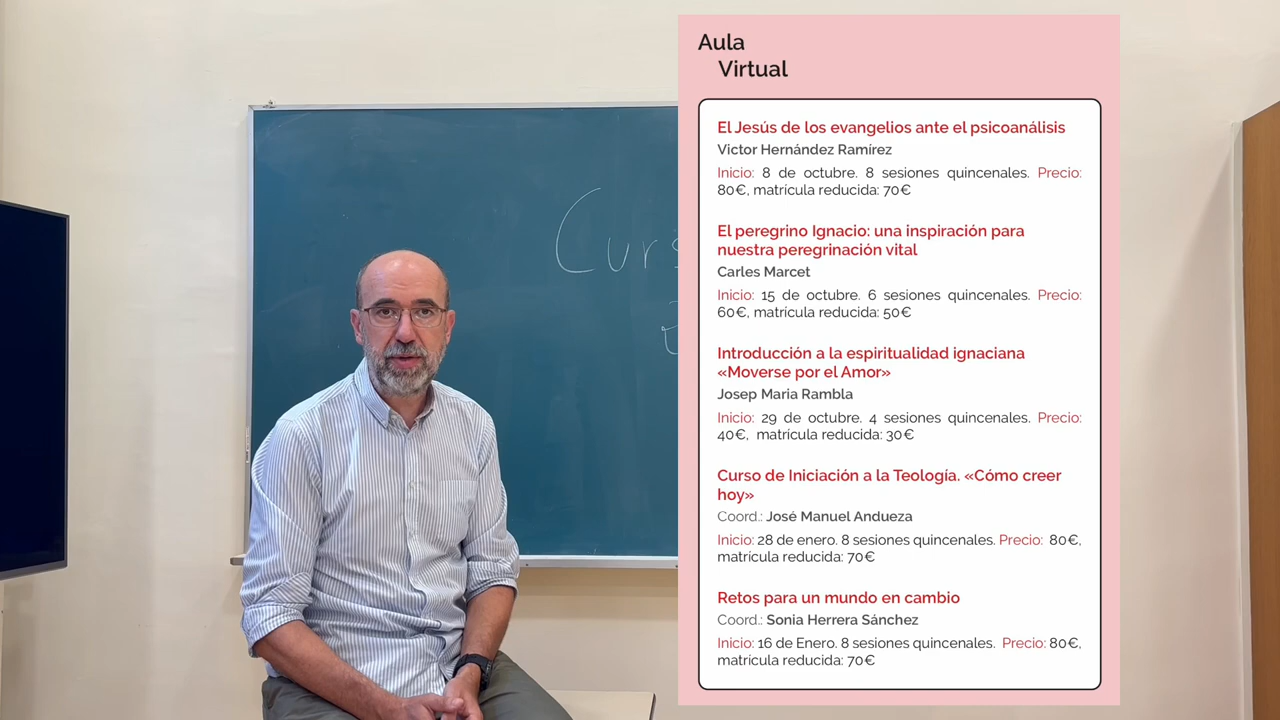 Aula
Virtual
El Jesús de los evangelios ante el psicoanálisis
Victor Hernández Ramírez
Inicio: 8 de octubre. 8 sesiones quincenales. Precio:
80€, matrícula reducida: 70€
El peregrino Ignacio: una inspiración para
nuestra peregrinación vital
Carles Marcet
Inicio: 15 de octubre. 6 sesiones quincenales. Precio:
60€, matrícula reducida: 50€
Introducción a la espiritualidad ignaciana
«Moverse por el Amor»
Josep Maria Rambla
Inicio: 29 de octubre. 4 sesiones quincenales. Precio:
40€, matrícula reducida: 30€
Curso de Iniciación a la Teología. «Cómo creer
hoy»
Coord.: José Manuel Andueza
Inicio: 28 de enero. 8 sesiones quincenales. Precio: 80€,
matrícula reducida: 70€
Retos para un mundo en cambio
Coord.: Sonia Herrera Sánchez
Inicio: 16 de Enero. 8 sesiones quincenales. Precio: 80€,
matrícula reducida: 70€